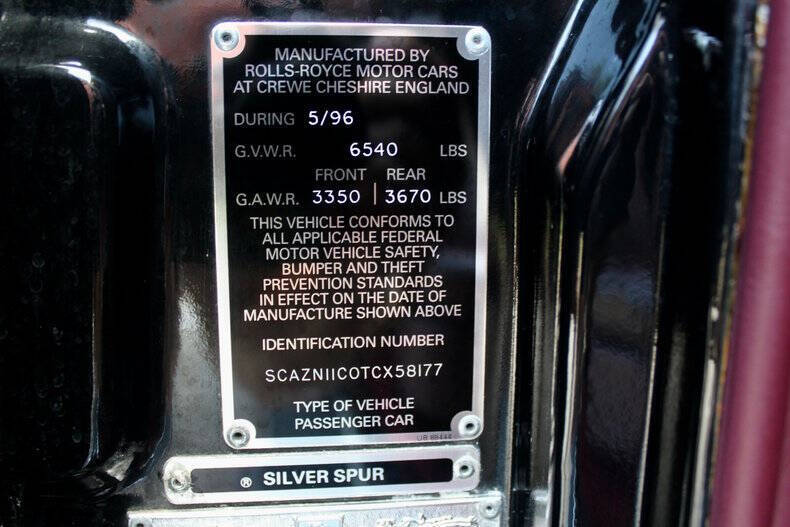 MANUFACTURED BY
ROLLS-ROYCE MOTOR CARS
AT CREWE CHESHIRE ENGLAND
DURING 5/96
G.V.W.R. 6540 LBS
FRONT REAR
G.A.W.R. 3350 | 3670 LBS
THIS VEHICLE CONFORMS TO
ALL APPLICABLE FEDERAL
MOTOR VEHICLE SAFETY,
BUMPER AND THEFT
PREVENTION STANDARDS
IN EFFECT ON THE DATE OF
MANUFACTURE SHOWN ABOVE
IDENTIFICATION NUMBER
SCAZN11C0TCX58177
TYPE OF VEHICLE
PASSENGER CAR
® SILVER SPUR